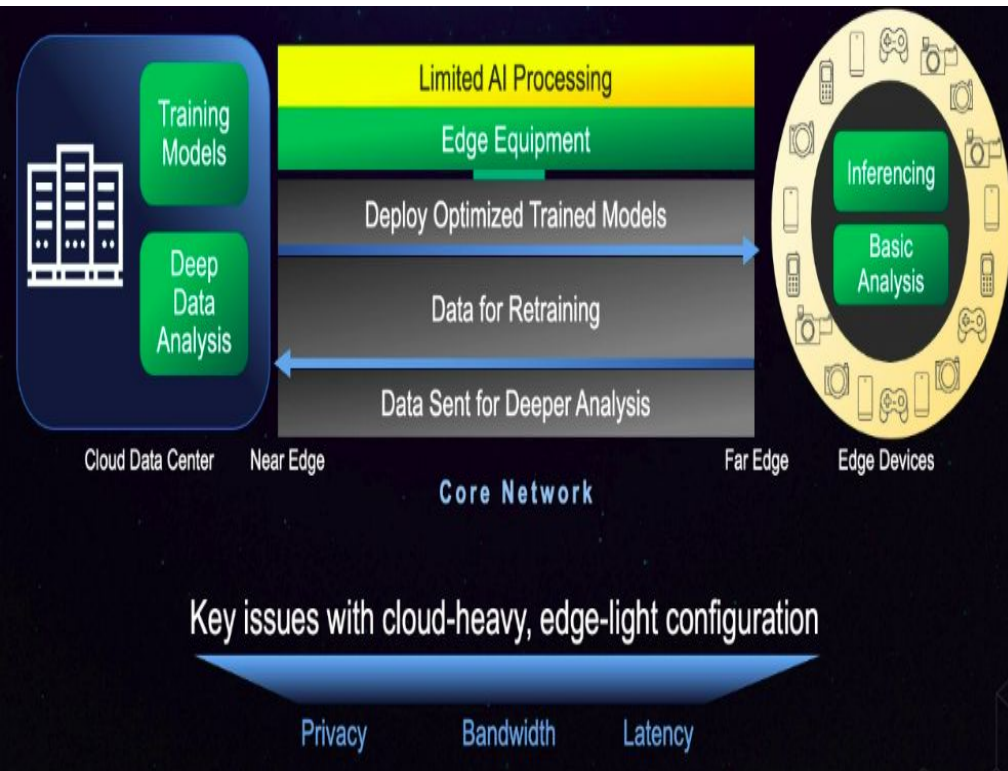 Training
Models
Deep
Data
Analysis
Limited AI Processing
Edge Equipment
Deploy Optimized Trained Models
Data for Retraining
Data Sent for Deeper Analysis
Inferencing
Basic
Analysis
Cloud Data Center
Near Edge
Far Edge
Edge Devices
Core Network
Key issues with cloud-heavy, edge-light configuration
Privacy
Bandwidth
Latency